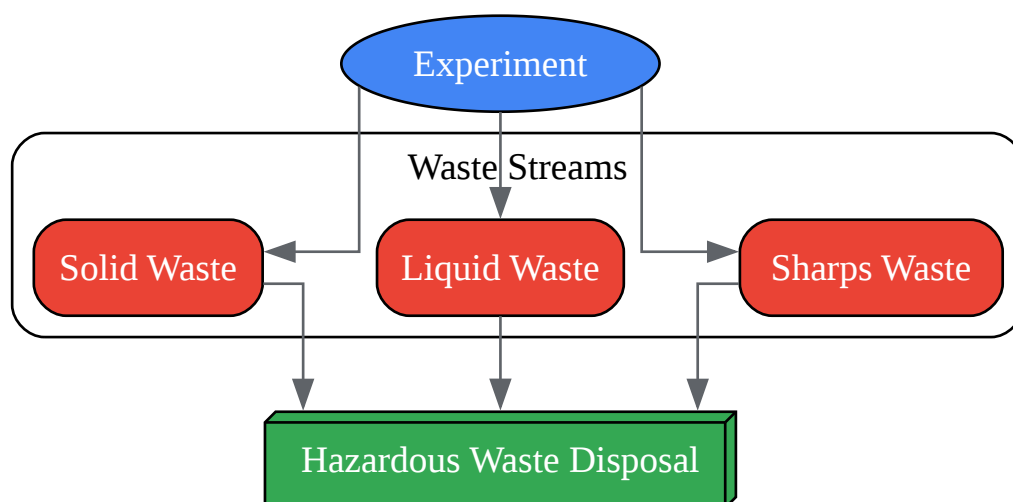 Experiment
Waste Streams
Solid Waste
Liquid Waste
Sharps Waste
Hazardous Waste Disposal